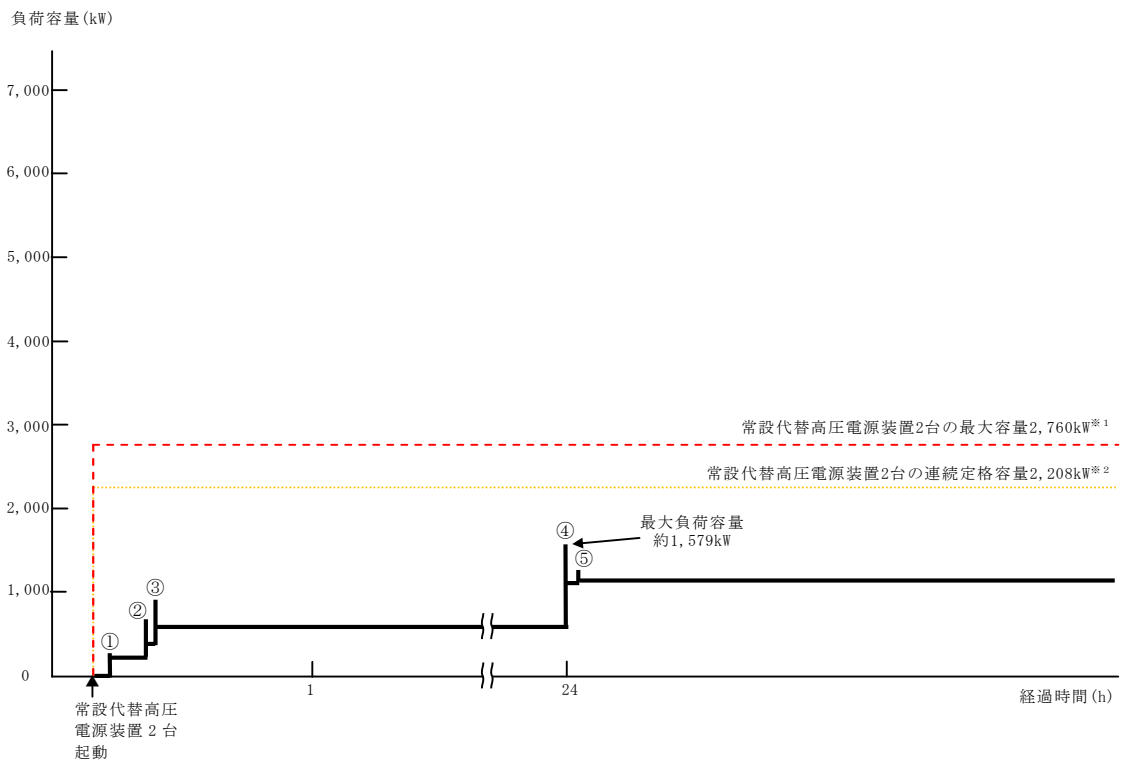 負荷容量(kW)
7,000
6,000
5,000
4,000
3,000
常設代替高圧電源装置2台の最大容量2,760kW※1
常設代替高圧電源装置2台の連続定格容量2,208kW※2
2,000
④
最大負荷容量
約1,579kW
⑤
1,000
③
②
①
0
1
24
経過時間(h)
常設代替高圧
電源装置2台
起動